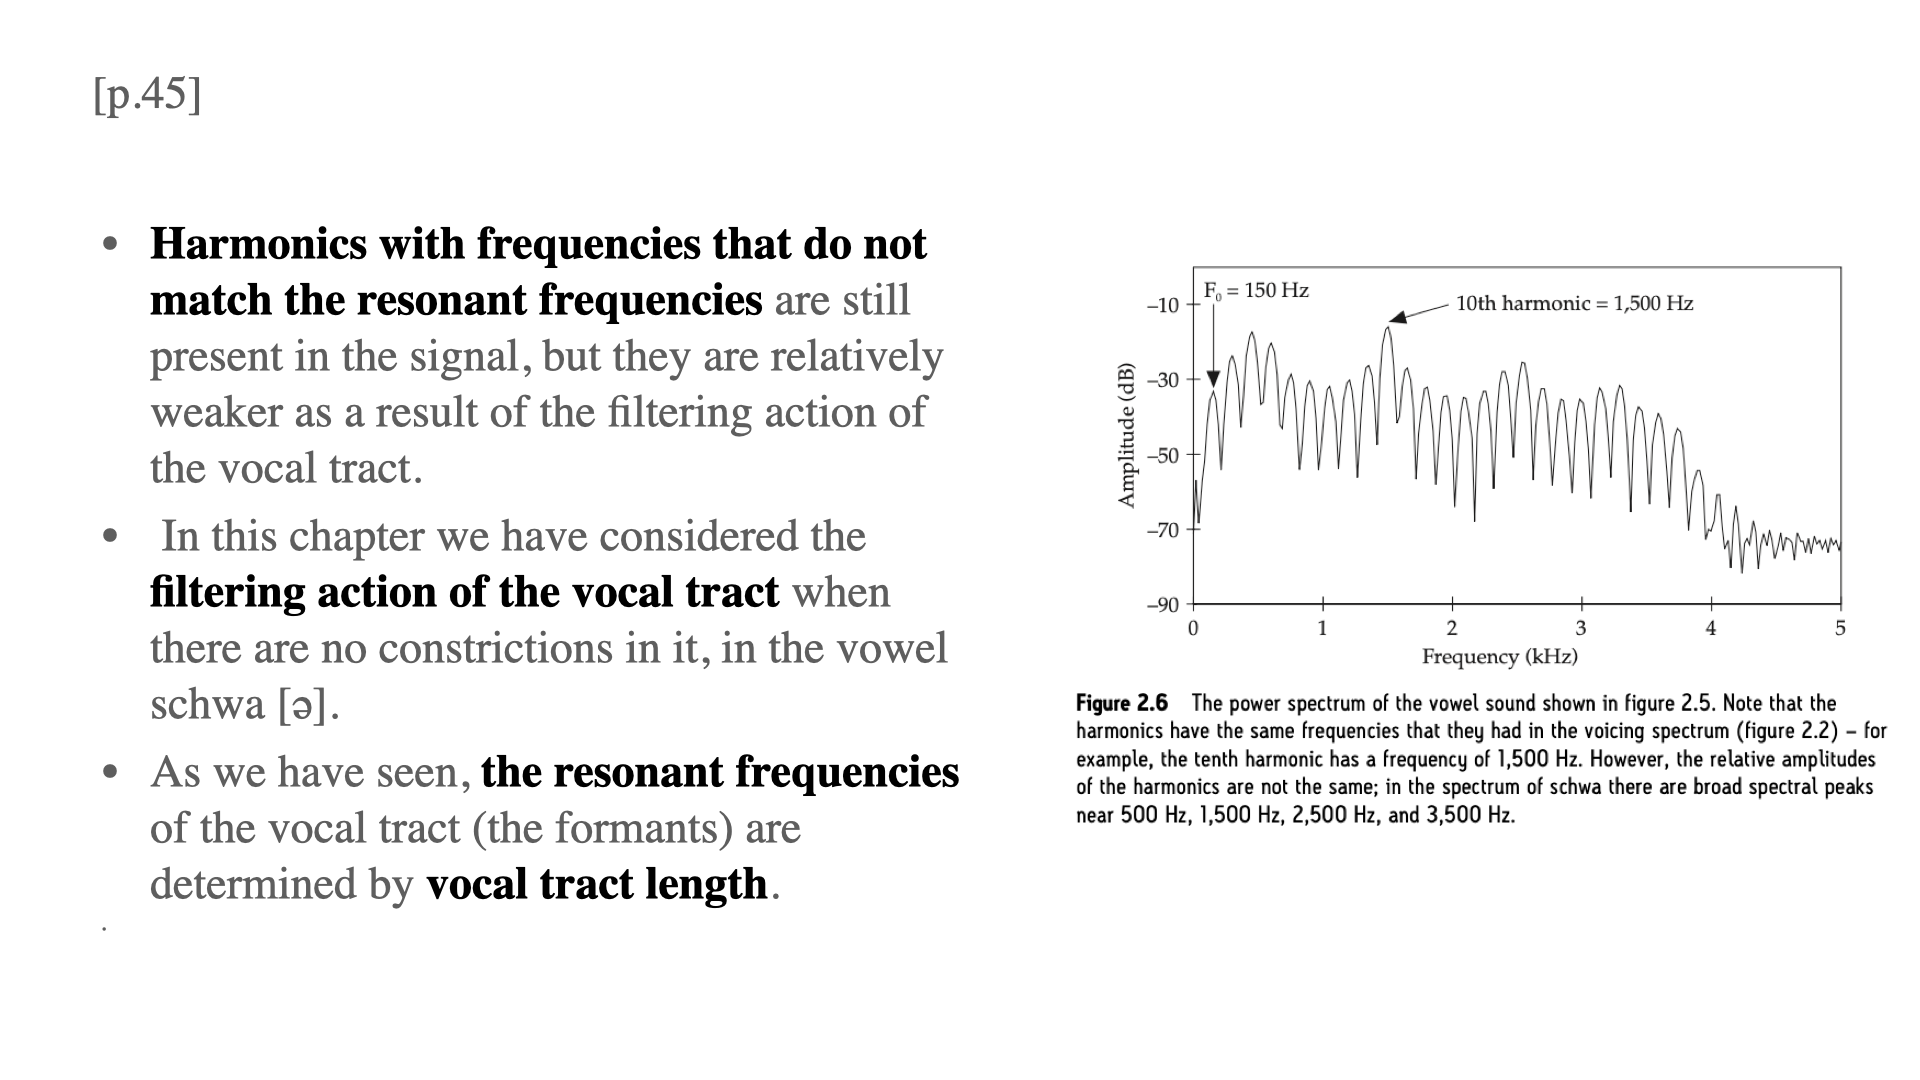 [p.45]
• Harmonics with frequencies that do not
match the resonant frequencies are still
present in the signal, but they are relatively
weaker as a result of the filtering action of
the vocal tract.
• In this chapter we have considered the
filtering action of the vocal tract when
there are no constrictions in it, in the vowel
schwa [ə].
• As we have seen, the resonant frequencies
of the vocal tract (the formants) are
determined by vocal tract length.
F₀ = 150 Hz
10th harmonic = 1,500 Hz
Amplitude (dB)
–10
–30
–50
–70
–90
0 1 2 3 4 5
Frequency (kHz)
Figure 2.6 The power spectrum of the vowel sound shown in figure 2.5. Note that the
harmonics have the same frequencies that they had in the voicing spectrum (figure 2.2) – for
example, the tenth harmonic has a frequency of 1,500 Hz. However, the relative amplitudes
of the harmonics are not the same; in the spectrum of schwa there are broad spectral peaks
near 500 Hz, 1,500 Hz, 2,500 Hz, and 3,500 Hz.